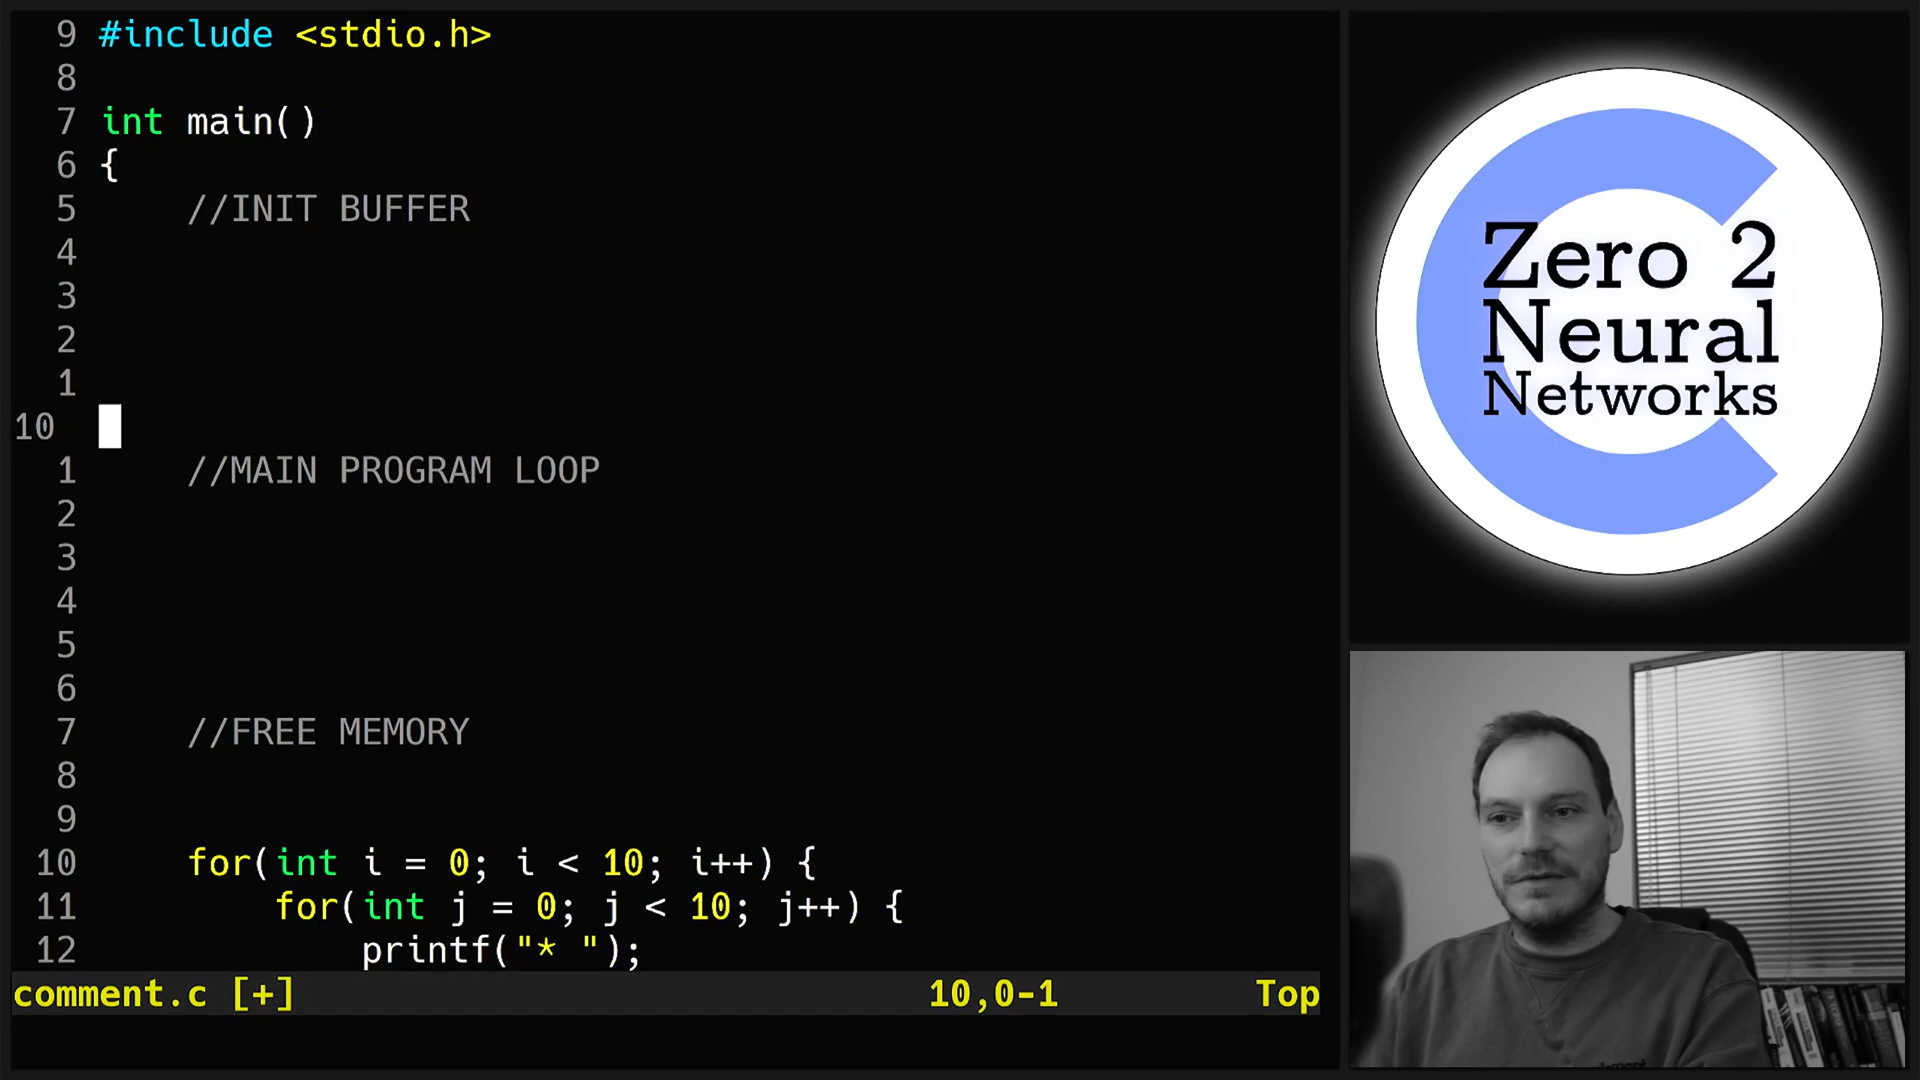 9 #include <stdio.h>
8
7 int main()
6 {
5 //INIT BUFFER
4
3
2
1
10
1 //MAIN PROGRAM LOOP
2
3
4
5
6
7 //FREE MEMORY
8
9
10 for(int i = 0; i < 10; i++) {
11 for(int j = 0; j < 10; j++) {
12 printf("* ");
comment.c [+] 10,0-1 Top
Zero 2
Neural
Networks